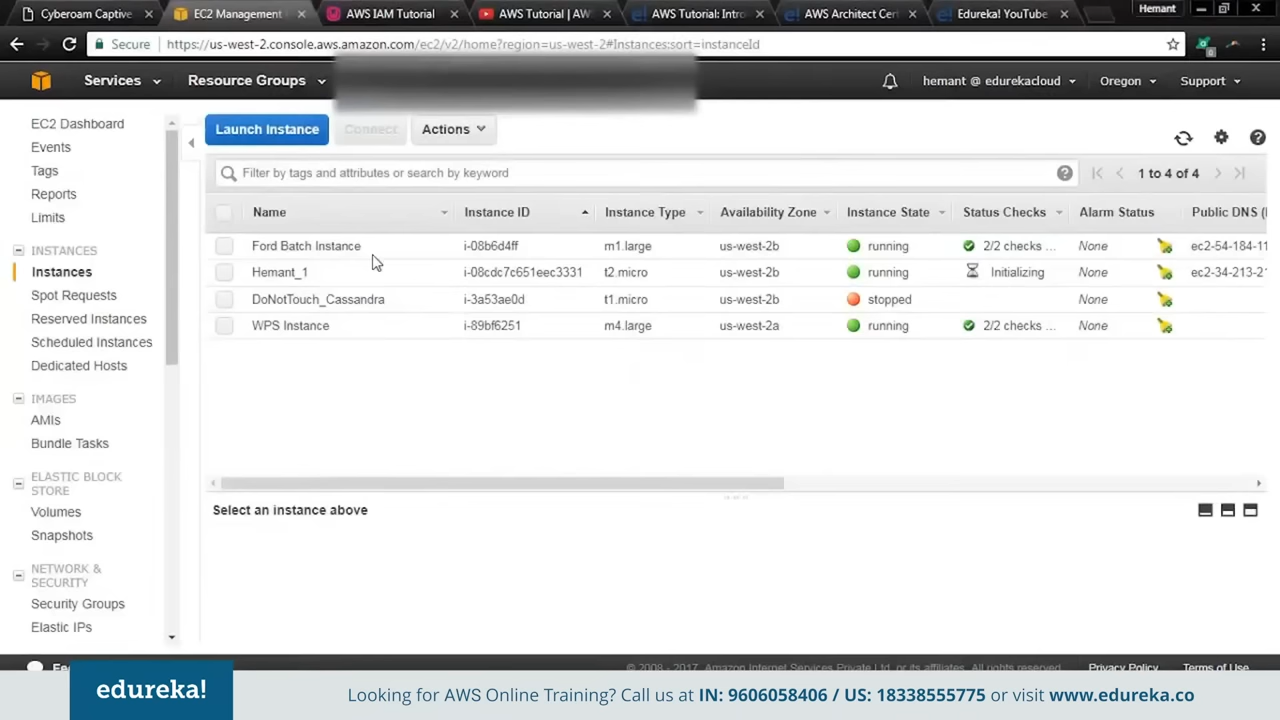 Cyberoam Captive
EC2 Management
AWS IAM Tutorial
AWS Tutorial | AW
AWS Tutorial: Intro
AWS Architect Cert
Edureka! YouTube
Hemant
Secure
https://us-west-2.console.aws.amazon.com/ec2/v2/home?region=us-west-2#Instances:sort=instanceId
Services
Resource Groups
hemant @ edurekacloud
Oregon
Support
EC2 Dashboard
Events
Tags
Reports
Limits
INSTANCES
Instances
Spot Requests
Reserved Instances
Scheduled Instances
Dedicated Hosts
IMAGES
AMIs
Bundle Tasks
ELASTIC BLOCK
STORE
Volumes
Snapshots
NETWORK &
SECURITY
Security Groups
Elastic IPs
Launch Instance Connect Actions
Filter by tags and attributes or search by keyword
1 to 4 of 4
Name Instance ID Instance Type Availability Zone Instance State Status Checks Alarm Status Public DNS (
Ford Batch Instance i-08b6d4ff m1.large us-west-2b running 2/2 checks ... None ec2-54-184-11
Hemant_1 i-08cdc7c651eec3331 t2.micro us-west-2b running Initializing None ec2-34-213-2
DoNotTouch_Cassandra i-3a53ae0d t1.micro us-west-2b stopped None
WPS Instance i-89bf6251 m4.large us-west-2a running 2/2 checks ... None
Select an instance above
© 2008 - 2017, Amazon Internet Services Private Ltd. or its affiliates. All rights reserved.
Privacy Policy
Terms of Use
edureka!
Looking for AWS Online Training? Call us at IN: 9606058406 / US: 18338555775 or visit www.edureka.co